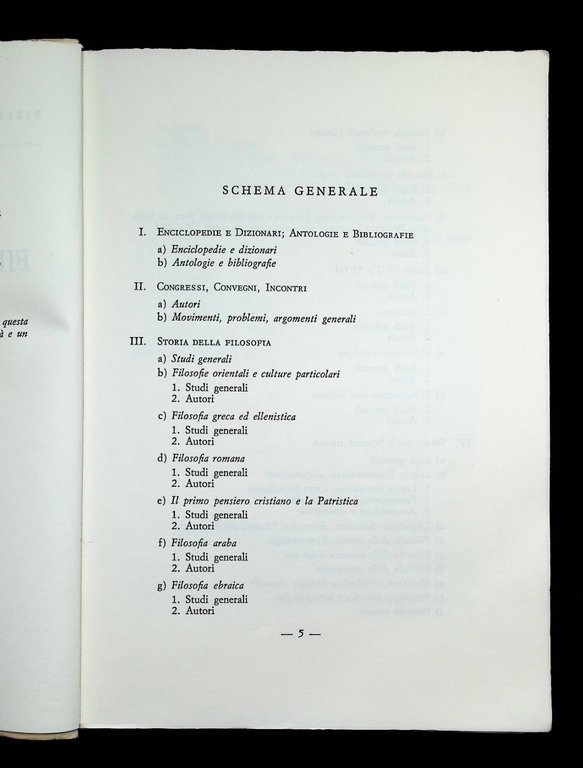 BIBL
FI
questa
à e un
SCHEMA GENERALE
I. Enciclopedie e Dizionari; Antologie e Bibliografie
a) Enciclopedie e dizionari
b) Antologie e bibliografie
II. Congressi, Convegni, Incontri
a) Autori
b) Movimenti, problemi, argomenti generali
III. Storia della filosofia
a) Studi generali
b) Filosofie orientali e culture particolari
1. Studi generali
2. Autori
c) Filosofia greca ed ellenistica
1. Studi generali
2. Autori
d) Filosofia romana
1. Studi generali
2. Autori
e) Il primo pensiero cristiano e la Patristica
1. Studi generali
2. Autori
f) Filosofia araba
1. Studi generali
2. Autori
g) Filosofia ebraica
1. Studi generali
2. Autori
— 5 —